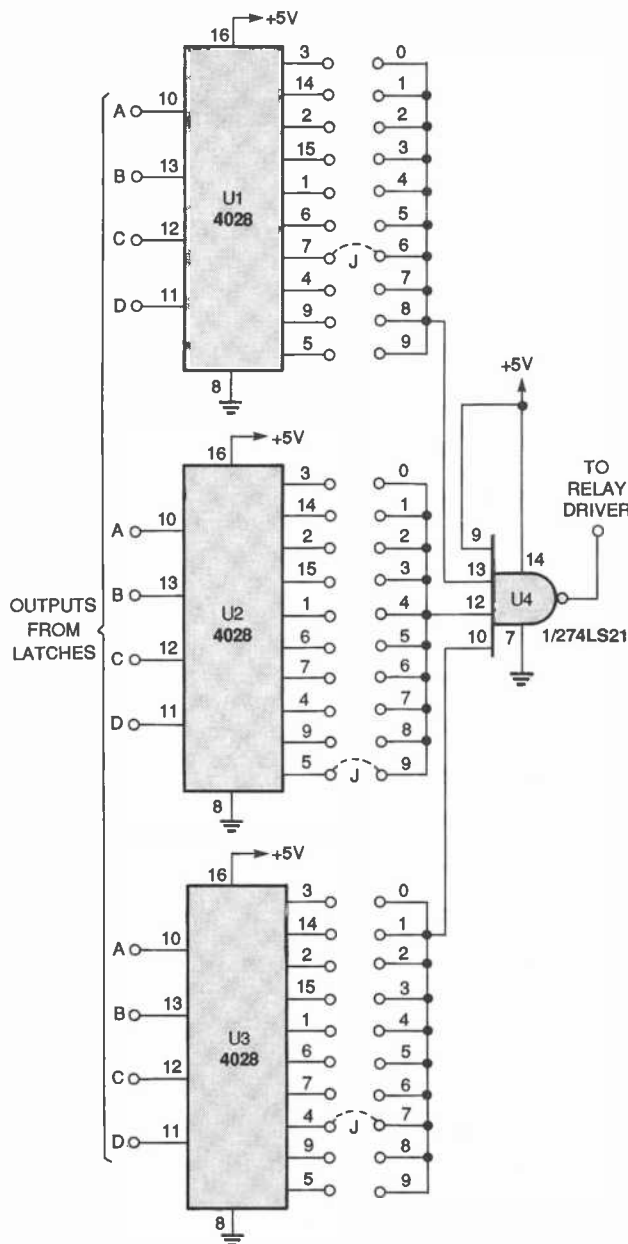 16 +5V
3 0
14 1
A 10
2 2
15 3
B 13
1 4
U1
4028
6 5
C 12
7 J 6
4 7
D 11
9 8
5 9
8
+5V
16 +5V
3 0
TO
RELAY
DRIVER
14 1
A 10
2 2
9
14
15 3
13
B 13
U2
4028
1 4
12
U4
OUTPUTS
FROM
LATCHES
6 5
10
7
1/274LS21
C 12
7 6
4 7
D 11
9 8
5 J 9
8
16 +5V
3 0
14 1
A 10
2 2
15 3
B 13
U3
4028
1 4
6 5
C 12
7 6
4 J 7
D 11
9 8
5 9
8